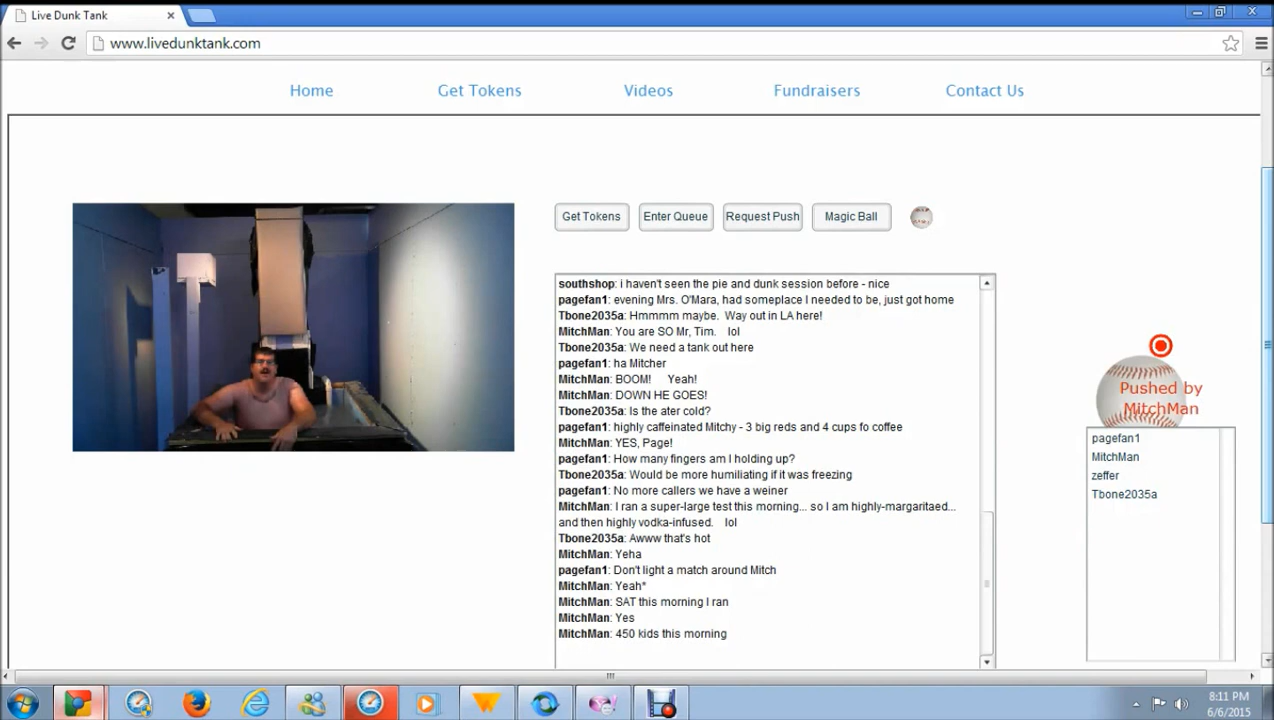 Live Dunk Tank
www.livedunktank.com
Home
Get Tokens
Videos
Fundraisers
Contact Us
Get Tokens
Enter Queue
Request Push
Magic Ball
southshop: i haven't seen the pie and dunk session before - nice
pagefan1: evening Mrs. O'Mara, had someplace I needed to be, just got home
Tbone2035a: Hmmmm maybe. Way out in LA here!
MitchMan: You are SO Mr, Tim. lol
Tbone2035a: We need a tank out here
pagefan1: ha Mitcher
MitchMan: BOOM! Yeah!
MitchMan: DOWN HE GOES!
Tbone2035a: Is the ater cold?
pagefan1: highly caffeinated Mitchy - 3 big reds and 4 cups fo coffee
MitchMan: YES, Page!
pagefan1: How many fingers am I holding up?
Tbone2035a: Would be more humiliating if it was freezing
pagefan1: No more callers we have a weiner
MitchMan: I ran a super-large test this morning... so I am highly-margaritaed...
and then highly vodka-infused. lol
Tbone2035a: Awww that's hot
MitchMan: Yeha
pagefan1: Don't light a match around Mitch
MitchMan: Yeah*
MitchMan: SAT this morning I ran
MitchMan: Yes
MitchMan: 450 kids this morning
Pushed by
MitchMan
pagefan1
MitchMan
zeffer
Tbone2035a
8:11 PM
6/6/2015